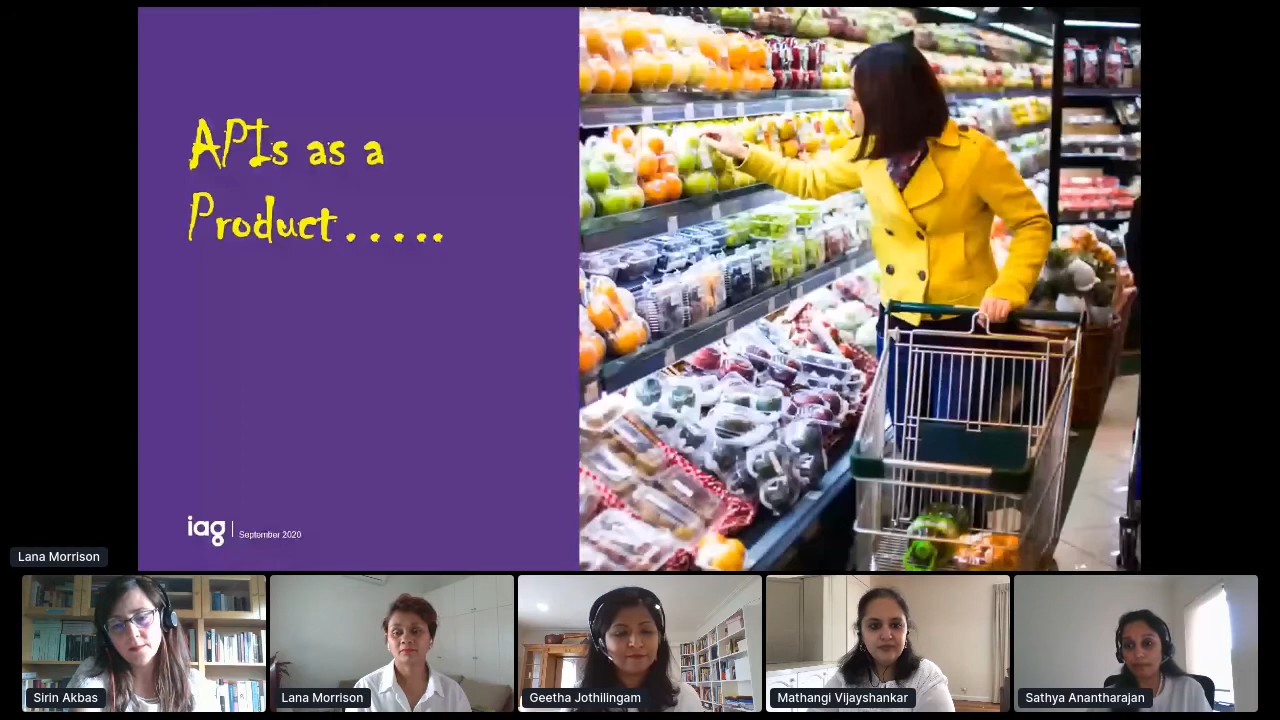 APIs as a
Product.....
iag | September 2020
Lana Morrison
Sirin Akbas
Lana Morrison
Geetha Jothilingam
Mathangi Vijayshankar
Sathya Anantharajan